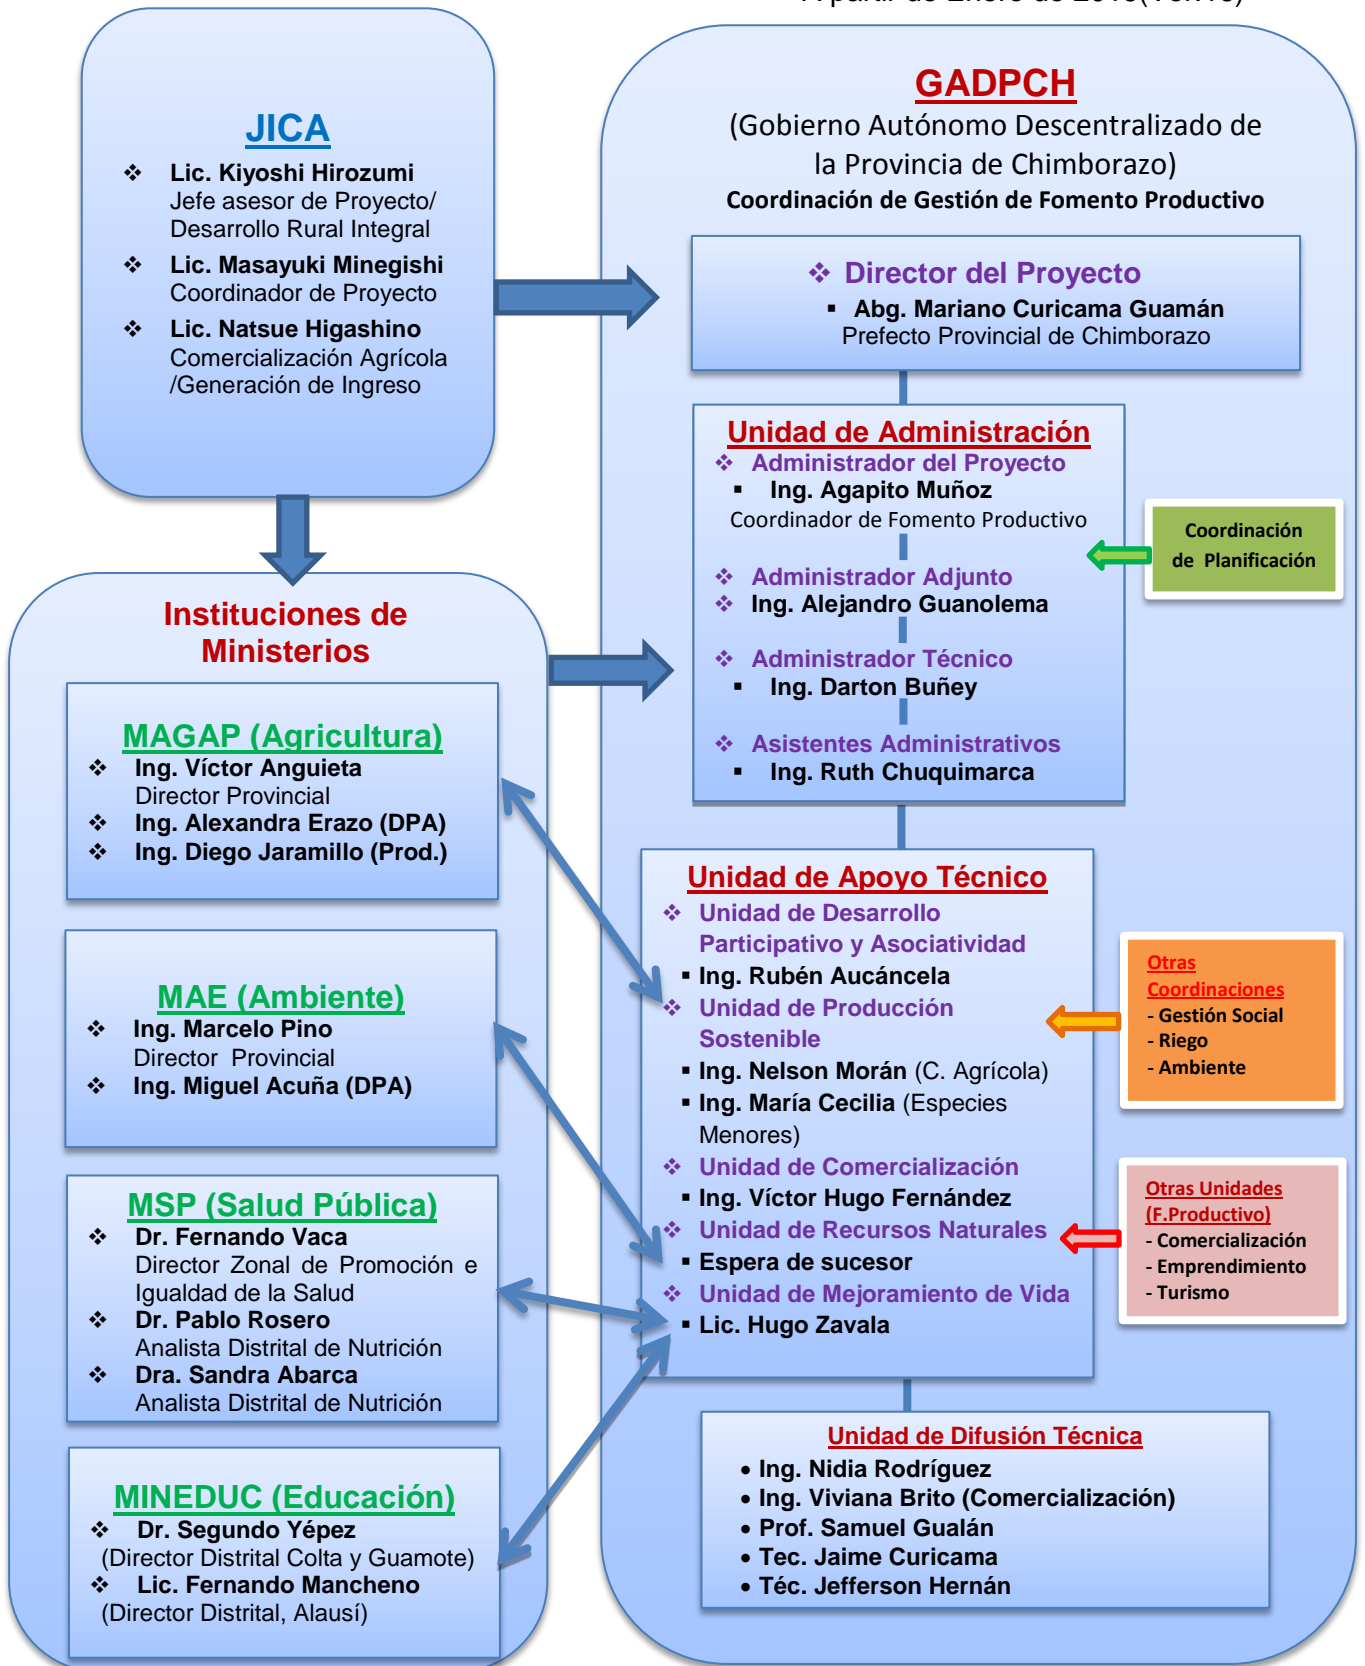 JICA
❖ Lic. Kiyoshi Hirozumi
Jefe asesor de Proyecto/
Desarrollo Rural Integral
❖ Lic. Masayuki Minegishi
Coordinador de Proyecto
❖ Lic. Natsue Higashino
Comercialización Agrícola
/Generación de Ingreso
GADPCH
(Gobierno Autónomo Descentralizado de
la Provincia de Chimborazo)
Coordinación de Gestión de Fomento Productivo
❖ Director del Proyecto
▪ Abg. Mariano Curicama Guamán
Prefecto Provincial de Chimborazo
Unidad de Administración
❖ Administrador del Proyecto
▪ Ing. Agapito Muñoz
Coordinador de Fomento Productivo
❖ Administrador Adjunto
❖ Ing. Alejandro Guanolema
❖ Administrador Técnico
▪ Ing. Darton Buñey
❖ Asistentes Administrativos
▪ Ing. Ruth Chuquimarca
Coordinación
de Planificación
Instituciones de
Ministerios
MAGAP (Agricultura)
❖ Ing. Víctor Anguieta
Director Provincial
❖ Ing. Alexandra Erazo (DPA)
❖ Ing. Diego Jaramillo (Prod.)
MAE (Ambiente)
❖ Ing. Marcelo Pino
Director Provincial
❖ Ing. Miguel Acuña (DPA)
MSP (Salud Pública)
❖ Dr. Fernando Vaca
Director Zonal de Promoción e
Igualdad de la Salud
❖ Dr. Pablo Rosero
Analista Distrital de Nutrición
❖ Dra. Sandra Abarca
Analista Distrital de Nutrición
MINEDUC (Educación)
❖ Dr. Segundo Yépez
(Director Distrital Colta y Guamote)
❖ Lic. Fernando Mancheno
(Director Distrital, Alausí)
Unidad de Apoyo Técnico
❖ Unidad de Desarrollo
Participativo y Asociatividad
▪ Ing. Rubén Aucáncela
❖ Unidad de Producción
Sostenible
▪ Ing. Nelson Morán (C. Agrícola)
▪ Ing. María Cecilia (Especies
Menores)
❖ Unidad de Comercialización
▪ Ing. Víctor Hugo Fernández
❖ Unidad de Recursos Naturales
▪ Espera de sucesor
❖ Unidad de Mejoramiento de Vida
▪ Lic. Hugo Zavala
Otras
Coordinaciones
- Gestión Social
- Riego
- Ambiente
Otras Unidades
(F.Productivo)
- Comercialización
- Emprendimiento
- Turismo
Unidad de Difusión Técnica
• Ing. Nidia Rodríguez
• Ing. Viviana Brito (Comercialización)
• Prof. Samuel Gualán
• Tec. Jaime Curicama
• Téc. Jefferson Hernán